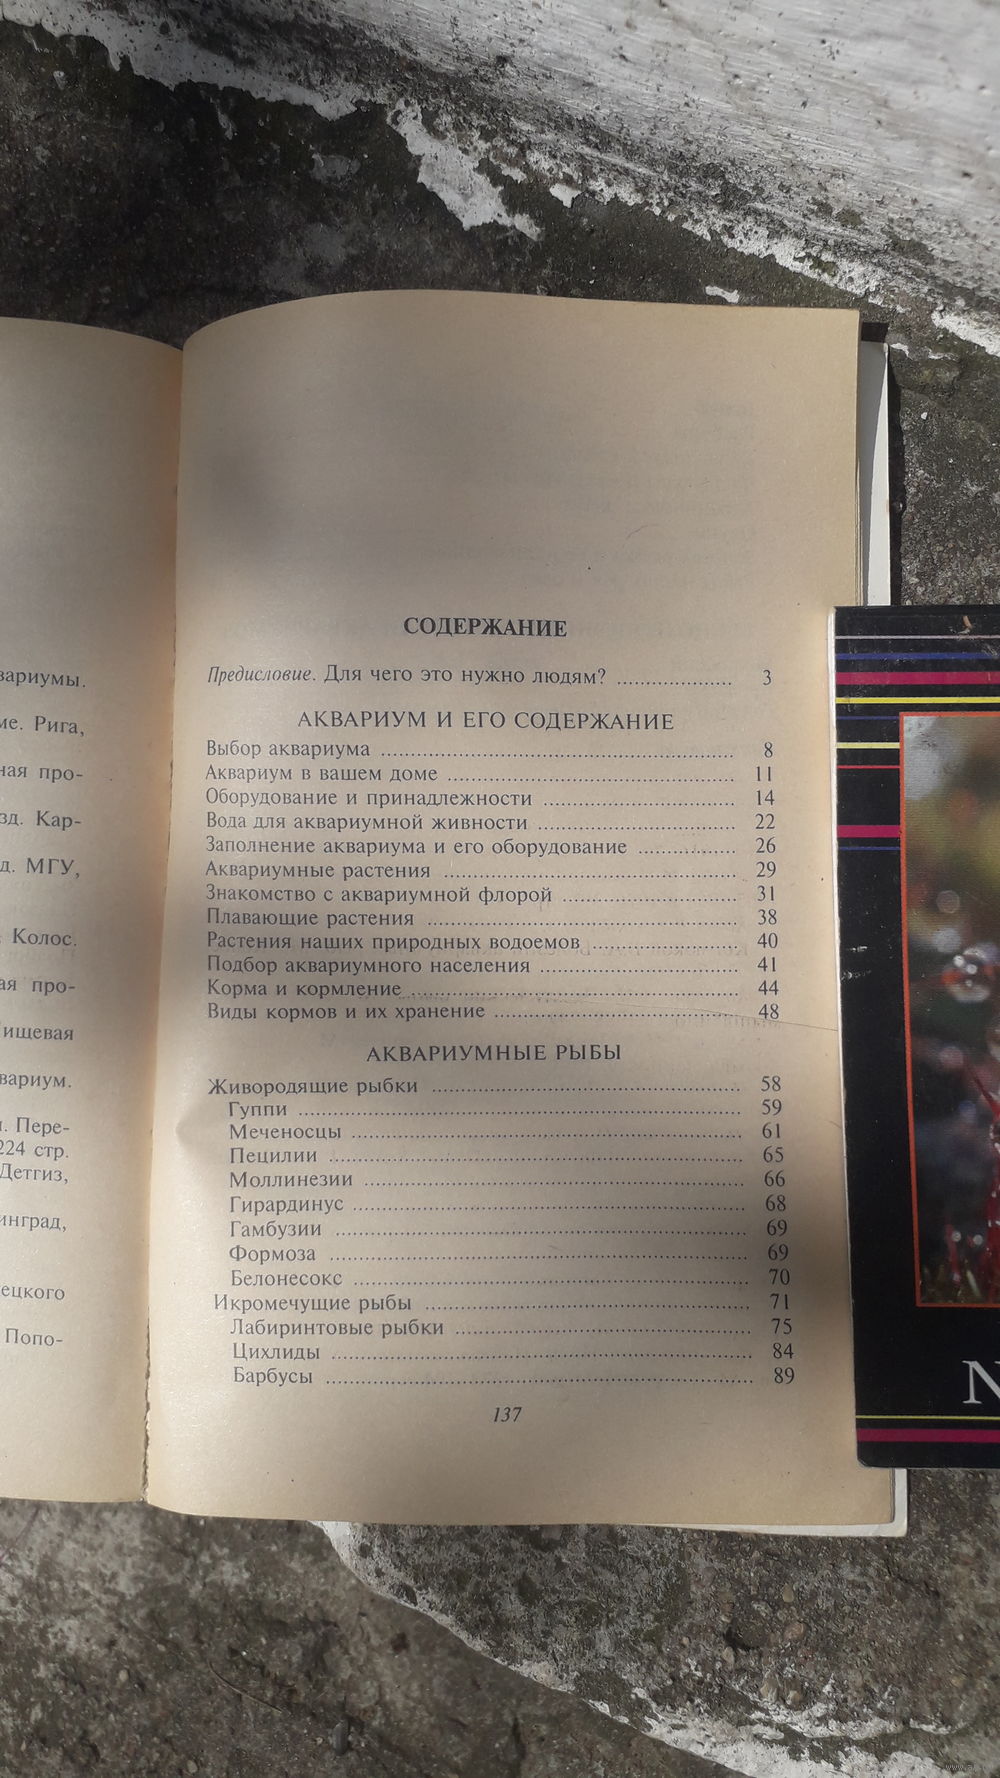 вариумы.
ме. Рига,
ная про-
зд. Кар-
д. МГУ,
Колос.
ая про-
ищевая
вариум.
. Пере-
224 стр.
Детгиз,
инград,
ецкого
Попо-
СОДЕРЖАНИЕ
Предисловие. Для чего это нужно людям? .................... 3
АКВАРИУМ И ЕГО СОДЕРЖАНИЕ
Выбор аквариума .................... 8
Аквариум в вашем доме .................... 11
Оборудование и принадлежности .................... 14
Вода для аквариумной живности .................... 22
Заполнение аквариума и его оборудование .................... 26
Аквариумные растения .................... 29
Знакомство с аквариумной флорой .................... 31
Плавающие растения .................... 38
Растения наших природных водоемов .................... 40
Подбор аквариумного населения .................... 41
Корма и кормление .................... 44
Виды кормов и их хранение .................... 48
АКВАРИУМНЫЕ РЫБЫ
Живородящие рыбки .................... 58
Гуппи .................... 59
Меченосцы .................... 61
Пецилии .................... 65
Моллинезии .................... 66
Гирардинус .................... 68
Гамбузии .................... 69
Формоза .................... 69
Белонесокс .................... 70
Икромечущие рыбы .................... 71
Лабиринтовые рыбки .................... 75
Цихлиды .................... 84
Барбусы .................... 89
137
N